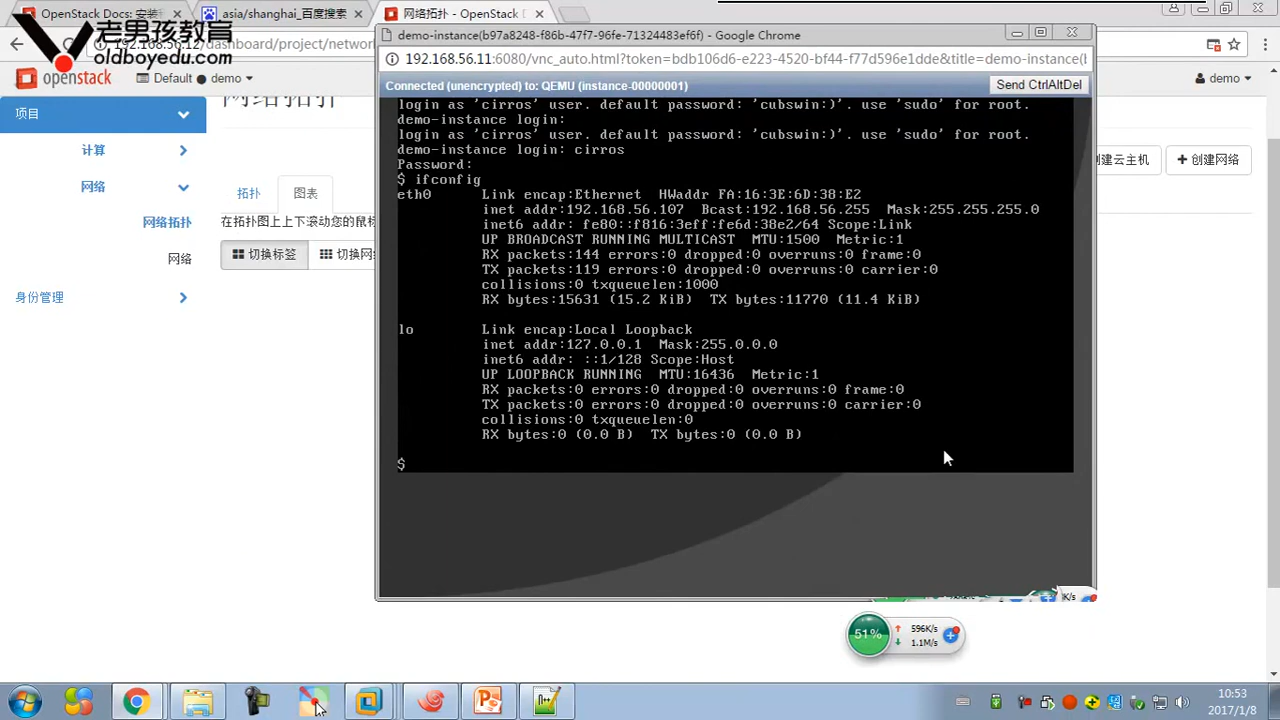 OpenStack Docs: 安装
asia/shanghai_百度搜索
网络拓扑 - OpenStack D
老男孩教育
oldboyedu.com
192.168.56.12/dashboard/project/networ
demo-instance(b97a8248-f86b-47f7-96fe-71324483ef6f) - Google Chrome
192.168.56.11:6080/vnc_auto.html?token=bdb106d6-e223-4520-bf44-f77d596e1dde&title=demo-instance(b
openstack
Default
demo
demo
Connected (unencrypted) to: QEMU (instance-00000001)
Send CtrlAltDel
网络拓扑
login as 'cirros' user. default password: 'cubswin:)'. use 'sudo' for root.
demo-instance login:
login as 'cirros' user. default password: 'cubswin:)'. use 'sudo' for root.
demo-instance login: cirros
Password:
$ ifconfig
eth0 Link encap:Ethernet HWaddr FA:16:3E:6D:38:E2
inet addr:192.168.56.107 Bcast:192.168.56.255 Mask:255.255.255.0
inet6 addr: fe80::f816:3eff:fe6d:38e2/64 Scope:Link
UP BROADCAST RUNNING MULTICAST MTU:1500 Metric:1
RX packets:144 errors:0 dropped:0 overruns:0 frame:0
TX packets:119 errors:0 dropped:0 overruns:0 carrier:0
collisions:0 txqueuelen:1000
RX bytes:15631 (15.2 KiB) TX bytes:11770 (11.4 KiB)
lo Link encap:Local Loopback
inet addr:127.0.0.1 Mask:255.0.0.0
inet6 addr: ::1/128 Scope:Host
UP LOOPBACK RUNNING MTU:16436 Metric:1
RX packets:0 errors:0 dropped:0 overruns:0 frame:0
TX packets:0 errors:0 dropped:0 overruns:0 carrier:0
collisions:0 txqueuelen:0
RX bytes:0 (0.0 B) TX bytes:0 (0.0 B)
$
项目
计算
网络
网络拓扑
网络
身份管理
拓扑
图表
在拓扑图上上下滚动您的鼠标
切换标签
切换网
创建云主机
+ 创建网络
K/s
51%
596K/s
1.1M/s
10:53
2017/1/8